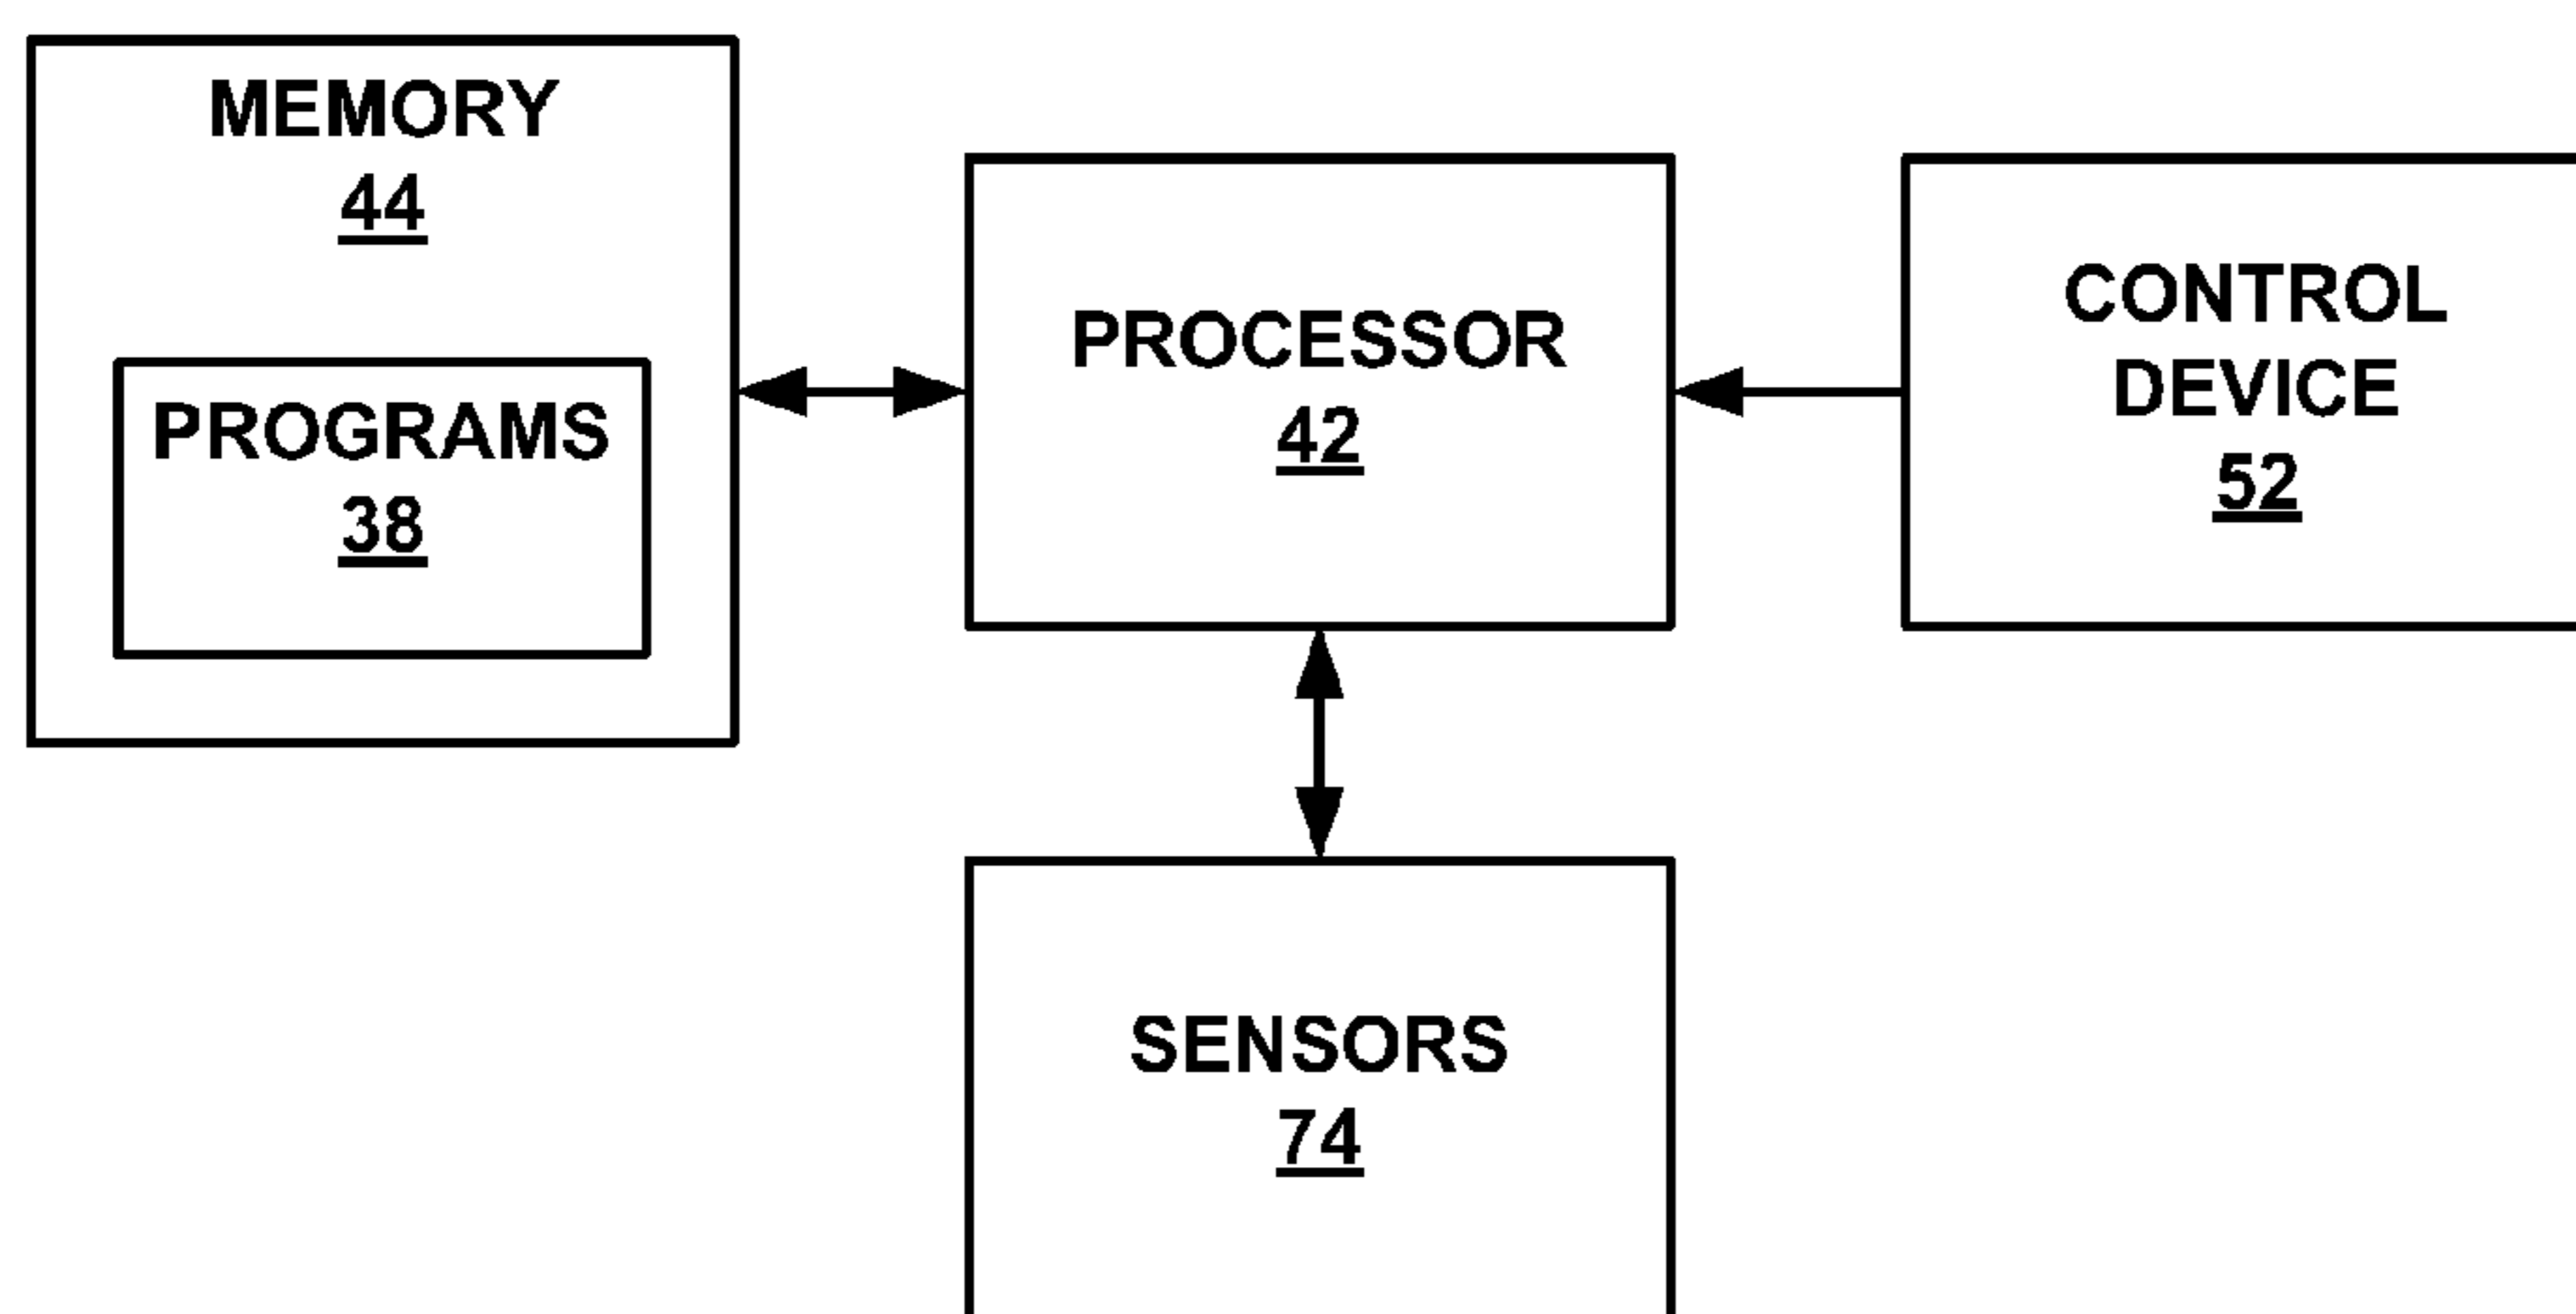 MEMORY
44
PROGRAMS
38
PROCESSOR
42
CONTROL
DEVICE
52
SENSORS
74